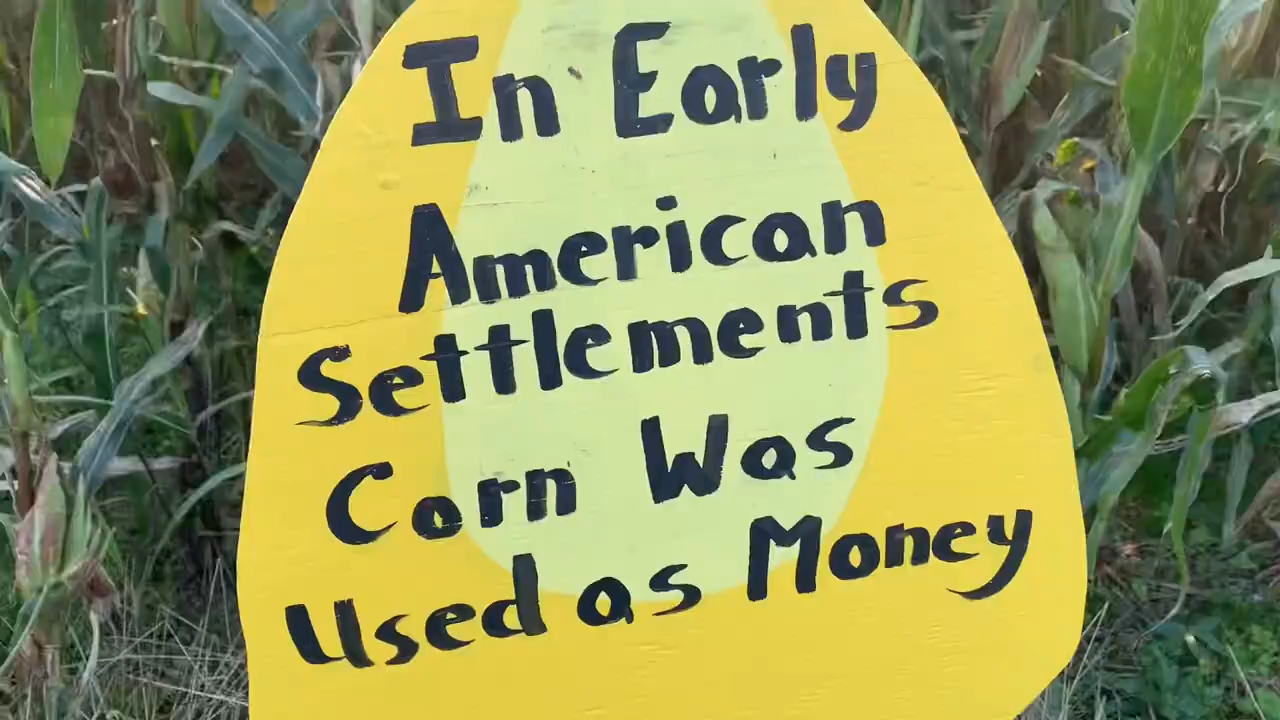 In Early
American
Settlements
Corn Was
Used as Money